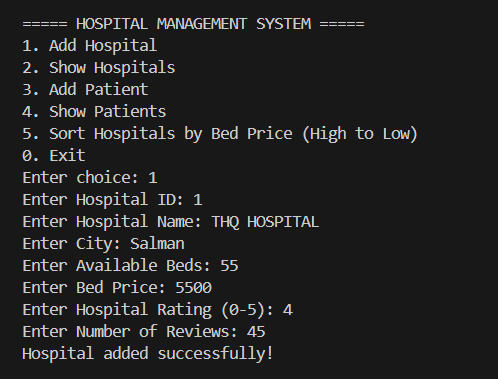 ===== HOSPITAL MANAGEMENT SYSTEM =====
1. Add Hospital
2. Show Hospitals
3. Add Patient
4. Show Patients
5. Sort Hospitals by Bed Price (High to Low)
0. Exit
Enter choice: 1
Enter Hospital ID: 1
Enter Hospital Name: THQ HOSPITAL
Enter City: Salman
Enter Available Beds: 55
Enter Bed Price: 5500
Enter Hospital Rating (0-5): 4
Enter Number of Reviews: 45
Hospital added successfully!